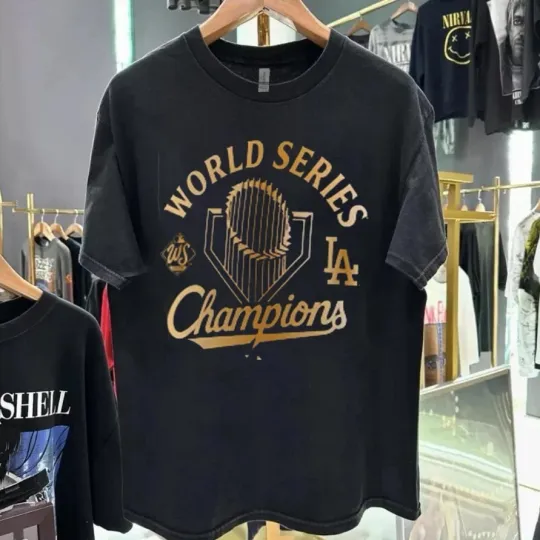 WORLD SERIES
WS
LA
Champions
NIRVANA
SHELL